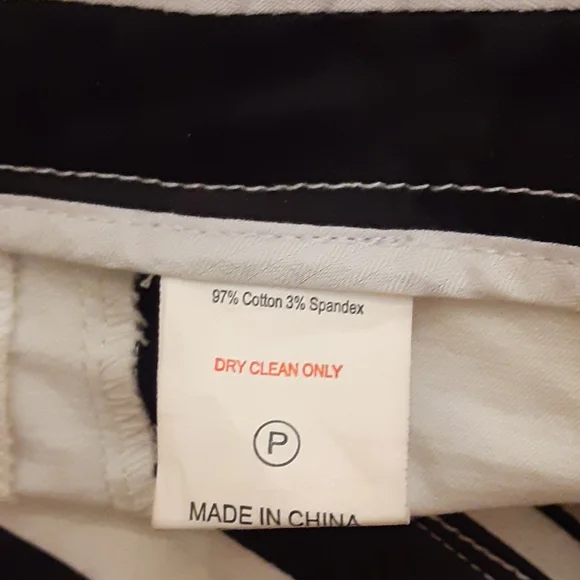 97% Cotton 3% Spandex
DRY CLEAN ONLY
P
MADE IN CHINA